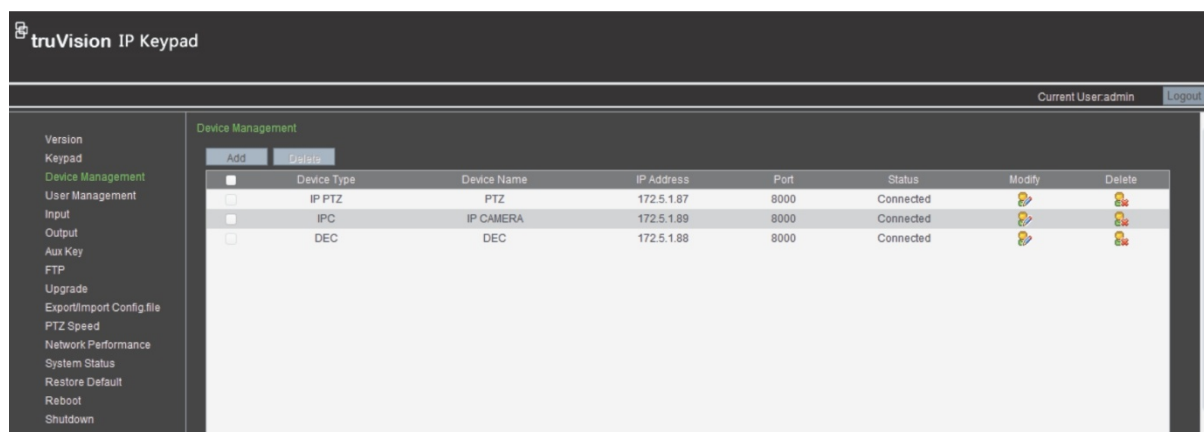 truVision IP Keypad
Current User:admin Logout
Device Management
Add Delete
Device Type Device Name IP Address Port Status Modify Delete
IP PTZ PTZ 172.5.1.87 8000 Connected
IPC IP CAMERA 172.5.1.89 8000 Connected
DEC DEC 172.5.1.88 8000 Connected
Version
Keypad
Device Management
User Management
Input
Output
Aux Key
FTP
Upgrade
Export/Import Config.file
PTZ Speed
Network Performance
System Status
Restore Default
Reboot
Shutdown